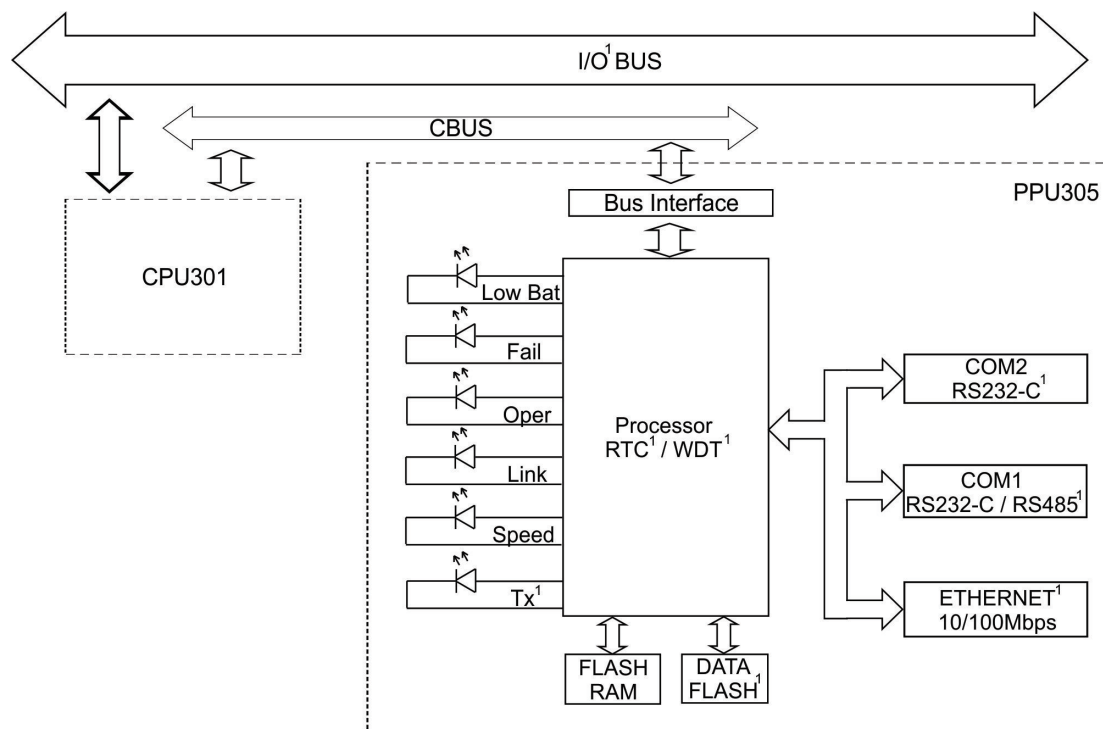 I/O¹ BUS
CBUS
PPU305
Bus Interface
CPU301
Low Bat
Fail
Oper
Link
Speed
Tx¹
Processor
RTC¹ / WDT¹
COM2
RS232-C¹
COM1
RS232-C / RS485¹
ETHERNET¹
10/100Mbps
FLASH
RAM
DATA
FLASH¹